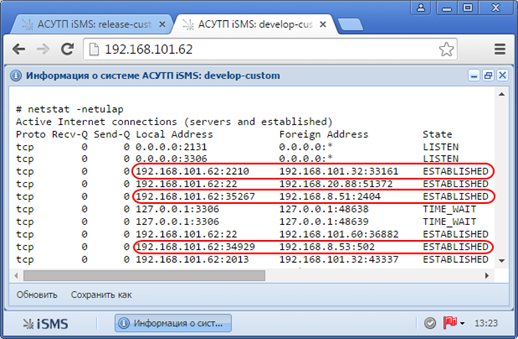 АСУТП iSMS: release-cust
АСУТП iSMS: develop-cust
192.168.101.62
Информация о системе АСУТП iSMS: develop-custom
# netstat -netulap
Active Internet connections (servers and established)
Proto Recv-Q Send-Q Local Address Foreign Address State
tcp 0 0 0.0.0.0:2131 0.0.0.0:* LISTEN
tcp 0 0 0.0.0.0:3306 0.0.0.0:* LISTEN
tcp 0 0 192.168.101.62:2210 192.168.101.32:33161 ESTABLISHED
tcp 0 0 192.168.101.62:22 192.168.20.88:51372 ESTABLISHED
tcp 0 0 192.168.101.62:35267 192.168.8.51:2404 ESTABLISHED
tcp 0 0 127.0.0.1:3306 127.0.0.1:48638 TIME_WAIT
tcp 0 0 127.0.0.1:3306 127.0.0.1:48639 TIME_WAIT
tcp 0 0 192.168.101.62:22 192.168.101.60:36882 ESTABLISHED
tcp 0 0 192.168.101.62:34929 192.168.8.53:502 ESTABLISHED
tcp 0 0 192.168.101.62:2013 192.168.101.32:43337 ESTABLISHED
Обновить Сохранить как
iSMS Информация о сист... 13:23